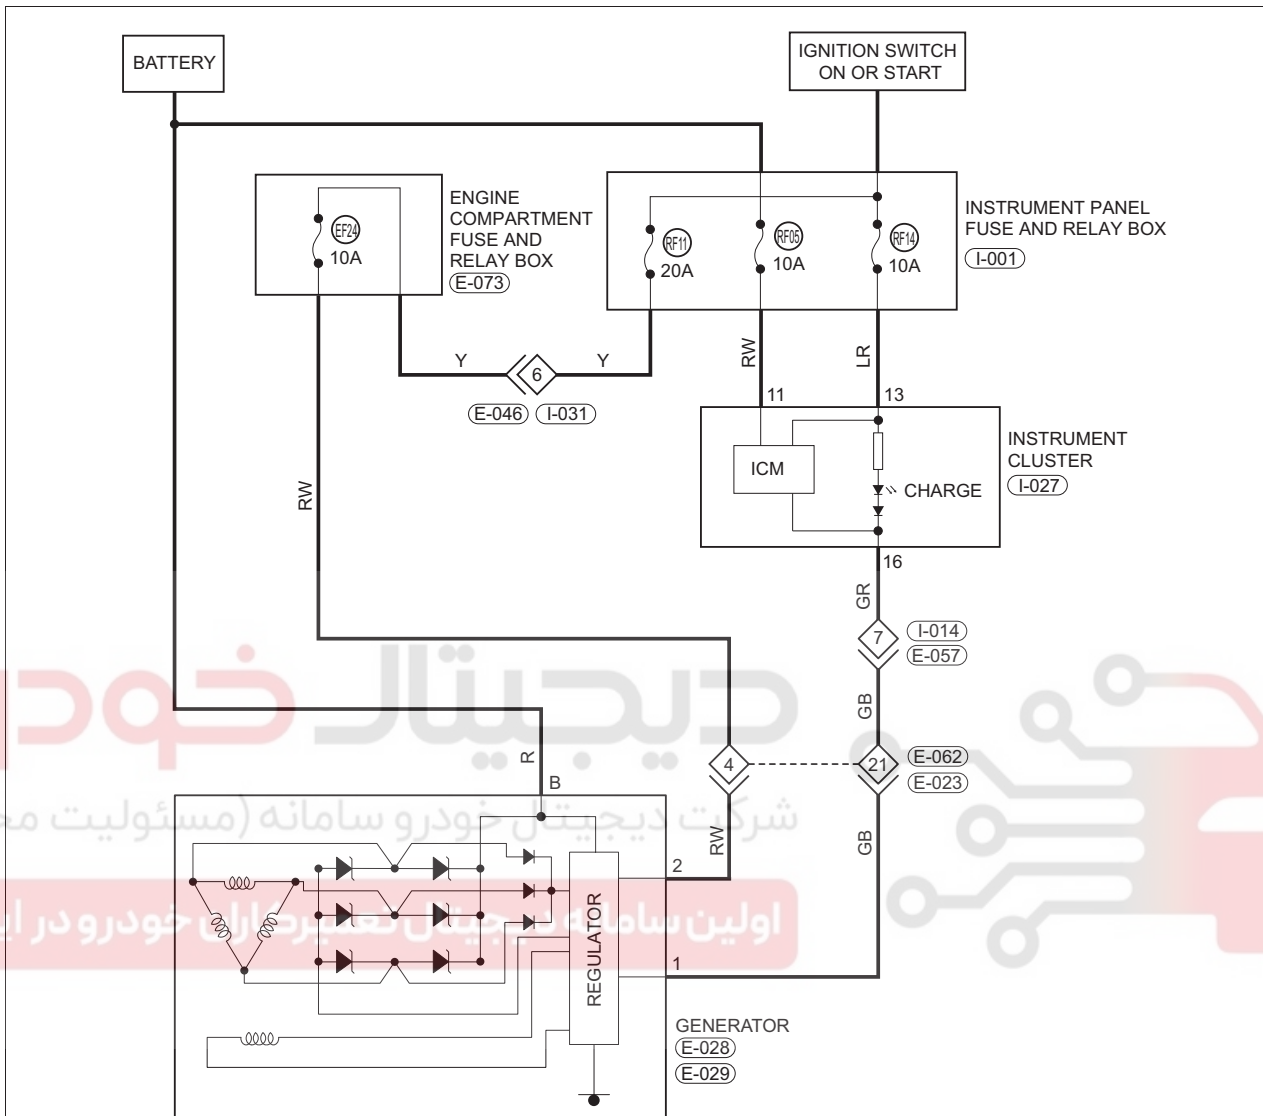 BATTERY
IGNITION SWITCH
ON OR START
ENGINE
COMPARTMENT
FUSE AND
RELAY BOX
E-073
EF24
10A
RF11
20A
RF05
10A
RF14
10A
INSTRUMENT PANEL
FUSE AND RELAY BOX
I-001
Y
6
Y
E-046
I-031
RW
LR
11
13
ICM
CHARGE
INSTRUMENT
CLUSTER
I-027
RW
16
GR
7
I-014
E-057
GB
دیجیتال خودر
R
B
4
21
E-062
E-023
شرکت دیجیتال خودرو سامانه (مسئولیت
RW
GB
2
اولین سامانه دیجیتال تعمیرکاران خودرو در
REGULATOR
1
GENERATOR
E-028
E-029